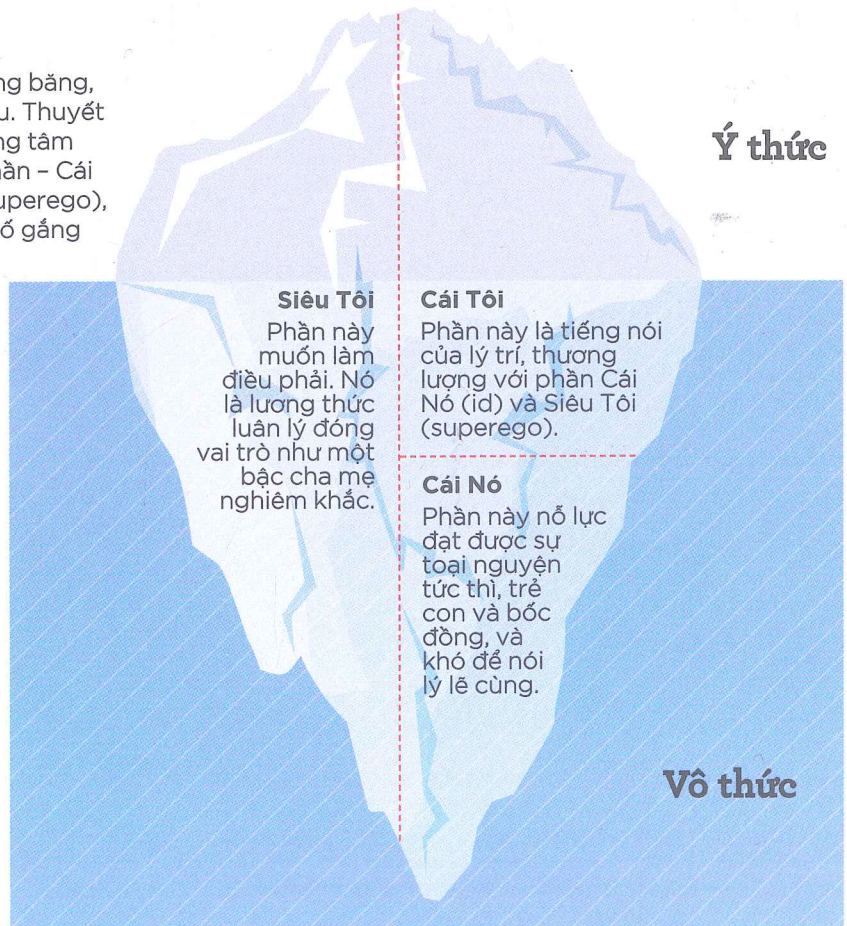 ng băng,
u. Thuyết
ng tâm
ần – Cái
uperego),
ố gắng
Ý thức
Siêu Tôi
Phần này
muốn làm
điều phải. Nó
là lương thức
luân lý đóng
vai trò như một
bậc cha mẹ
nghiêm khắc.
Cái Tôi
Phần này là tiếng nói
của lý trí, thương
lượng với phần Cái
Nó (id) và Siêu Tôi
(superego).
Cái Nó
Phần này nỗ lực
đạt được sự
toại nguyện
tức thì, trẻ
con và bốc
đồng, và
khó để nói
lý lẽ cùng.
Vô thức